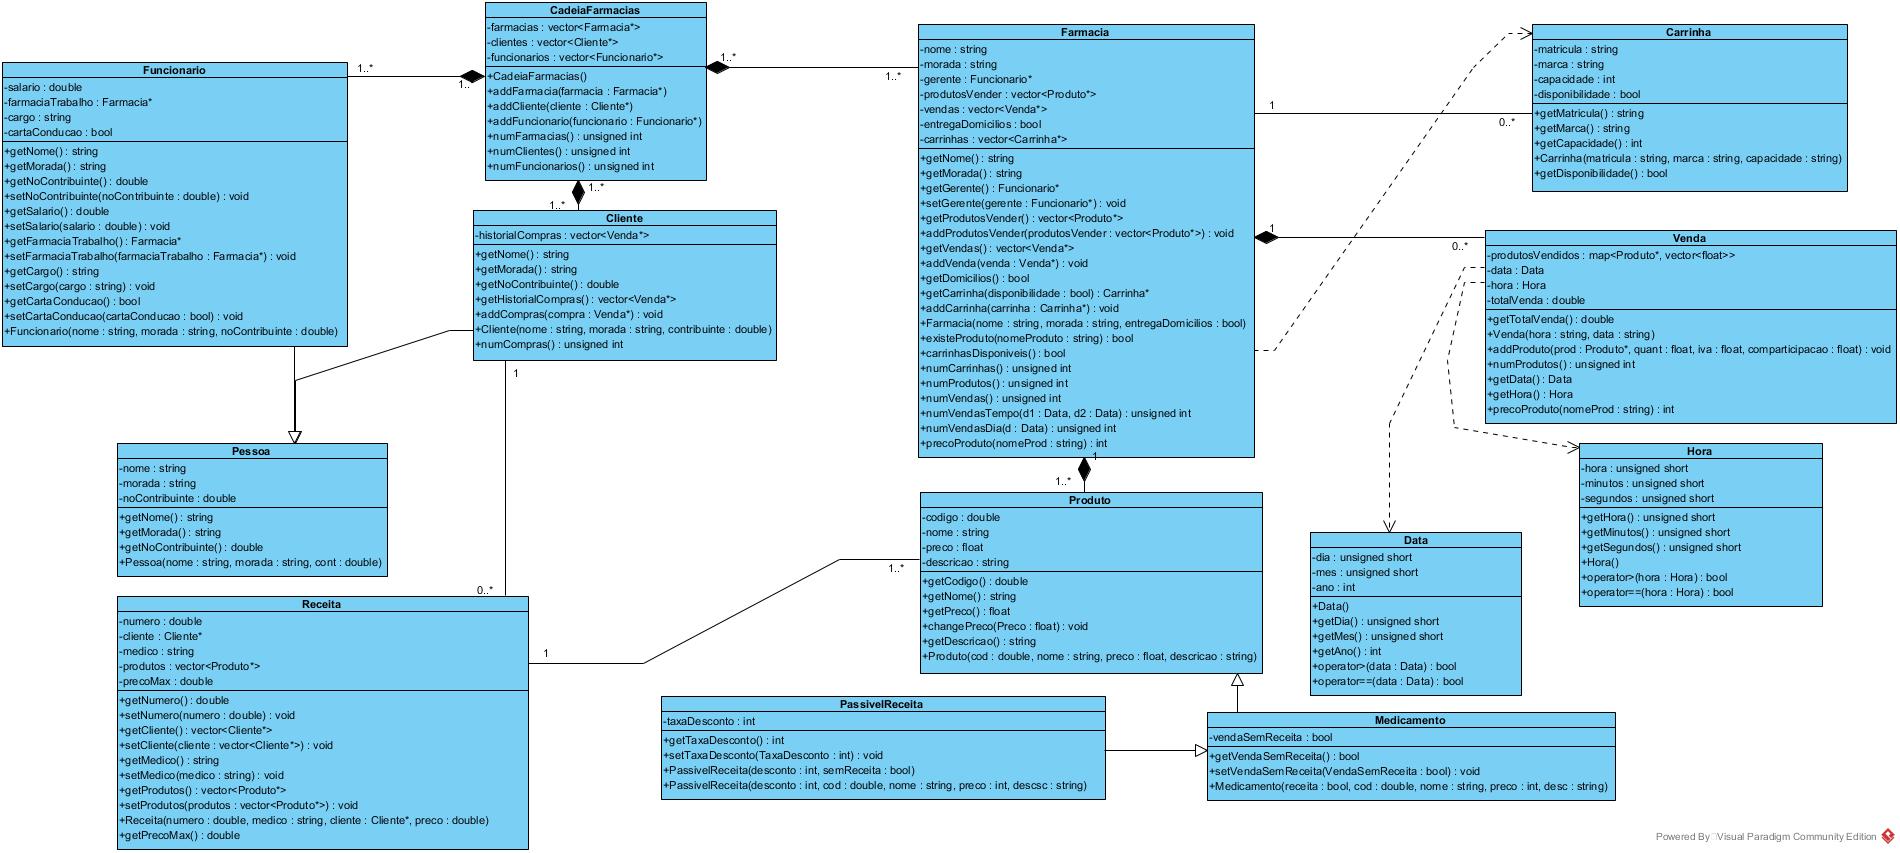 CadeiaFarmacias
-farmacias : vector<Farmacia*>
-clientes : vector<Cliente*>
-funcionarios : vector<Funcionario*>
+CadeiaFarmacias()
+addFarmacia(farmacia : Farmacia*)
+addCliente(cliente : Cliente*)
+addFuncionario(funcionario : Funcionario*)
+numFarmacias() : unsigned int
+numClientes() : unsigned int
+numFuncionarios() : unsigned int
1..*
1..*
1..*
1..
1..*
1..*
Funcionario
-salario : double
-farmaciaTrabalho : Farmacia*
-cargo : string
-cartaConducao : bool
+getNome() : string
+getMorada() : string
+getNoContribuinte() : double
+setNoContribuinte(noContribuinte : double) : void
+getSalario() : double
+setSalario(salario : double) : void
+getFarmaciaTrabalho() : Farmacia*
+setFarmaciaTrabalho(farmaciaTrabalho : Farmacia*) : void
+getCargo() : string
+setCargo(cargo : string) : void
+getCartaConducao() : bool
+setCartaConducao(cartaConducao : bool) : void
+Funcionario(nome : string, morada : string, noContribuinte : double)
Cliente
-historialCompras : vector<Venda*>
+getNome() : string
+getMorada() : string
+getNoContribuinte() : double
+getHistorialCompras() : vector<Venda*>
+addCompras(compra : Venda*) : void
+Cliente(nome : string, morada : string, contribuinte : double)
+numCompras() : unsigned int
1
0..*
Farmacia
-nome : string
-morada : string
-gerente : Funcionario*
-produtosVender : vector<Produto*>
-vendas : vector<Venda*>
-entregaDomicilios : bool
-carrinhas : vector<Carrinha*>
+getNome() : string
+getMorada() : string
+getGerente() : Funcionario*
+setGerente(gerente : Funcionario*) : void
+getProdutosVender() : vector<Produto*>
+addProdutosVender(produtosVender : vector<Produto*>) : void
+getVendas() : vector<Venda*>
+addVenda(venda : Venda*) : void
+getDomicilios() : bool
+getCarrinha(disponibilidade : bool) : Carrinha*
+addCarrinha(carrinha : Carrinha*) : void
+Farmacia(nome : string, morada : string, entregaDomicilios : bool)
+existeProduto(nomeProduto : string) : bool
+carrinhasDisponiveis() : bool
+numCarrinhas() : unsigned int
+numProdutos() : unsigned int
+numVendas() : unsigned int
+numVendasTempo(d1 : Data, d2 : Data) : unsigned int
+numVendasDia(d : Data) : unsigned int
+precoProduto(nomeProd : string) : int
1
0..*
1
0..*
1
1..*
Carrinha
-matricula : string
-marca : string
-capacidade : int
-disponibilidade : bool
+getMatricula() : string
+getMarca() : string
+getCapacidade() : int
+Carrinha(matricula : string, marca : string, capacidade : string)
+getDisponibilidade() : bool
Venda
-produtosVendidos : map<Produto*, vector<float>>
-data : Data
-hora : Hora
-totalVenda : double
+getTotalVenda() : double
+Venda(hora : string, data : string)
+addProduto(prod : Produto*, quant : float, iva : float, comparticipacao : float) : void
+numProdutos() : unsigned int
+getData() : Data
+getHora() : Hora
+precoProduto(nomeProd : string) : int
Pessoa
-nome : string
-morada : string
-noContribuinte : double
+getNome() : string
+getMorada() : string
+getNoContribuinte() : double
+Pessoa(nome : string, morada : string, cont : double)
Hora
-hora : unsigned short
-minutos : unsigned short
-segundos : unsigned short
+getHora() : unsigned short
+getMinutos() : unsigned short
+getSegundos() : unsigned short
+Hora()
+operator>(hora : Hora) : bool
+operator==(hora : Hora) : bool
Produto
-codigo : double
-nome : string
-preco : float
-descricao : string
+getCodigo() : double
+getNome() : string
+getPreco() : float
+changePreco(Preco : float) : void
+getDescricao() : string
+Produto(cod : double, nome : string, preco : float, descricao : string)
1..*
1
Data
-dia : unsigned short
-mes : unsigned short
-ano : int
+Data()
+getDia() : unsigned short
+getMes() : unsigned short
+getAno() : int
+operator>(data : Data) : bool
+operator==(data : Data) : bool
Receita
-numero : double
-cliente : Cliente*
-medico : string
-produtos : vector<Produto*>
-precoMax : double
+getNumero() : double
+setNumero(numero : double) : void
+getCliente() : vector<Cliente*>
+setCliente(cliente : vector<Cliente*>) : void
+getMedico() : string
+setMedico(medico : string) : void
+getProdutos() : vector<Produto*>
+setProdutos(produtos : vector<Produto*>) : void
+Receita(numero : double, medico : string, cliente : Cliente*, preco : double)
+getPrecoMax() : double
PassivelReceita
-taxaDesconto : int
+getTaxaDesconto() : int
+setTaxaDesconto(TaxaDesconto : int) : void
+PassivelReceita(desconto : int, semReceita : bool)
+PassivelReceita(desconto : int, cod : double, nome : string, preco : int, descsc : string)
Medicamento
-vendaSemReceita : bool
+getVendaSemReceita() : bool
+setVendaSemReceita(VendaSemReceita : bool) : void
+Medicamento(receita : bool, cod : double, nome : string, preco : int, desc : string)
Powered By Visual Paradigm Community Edition